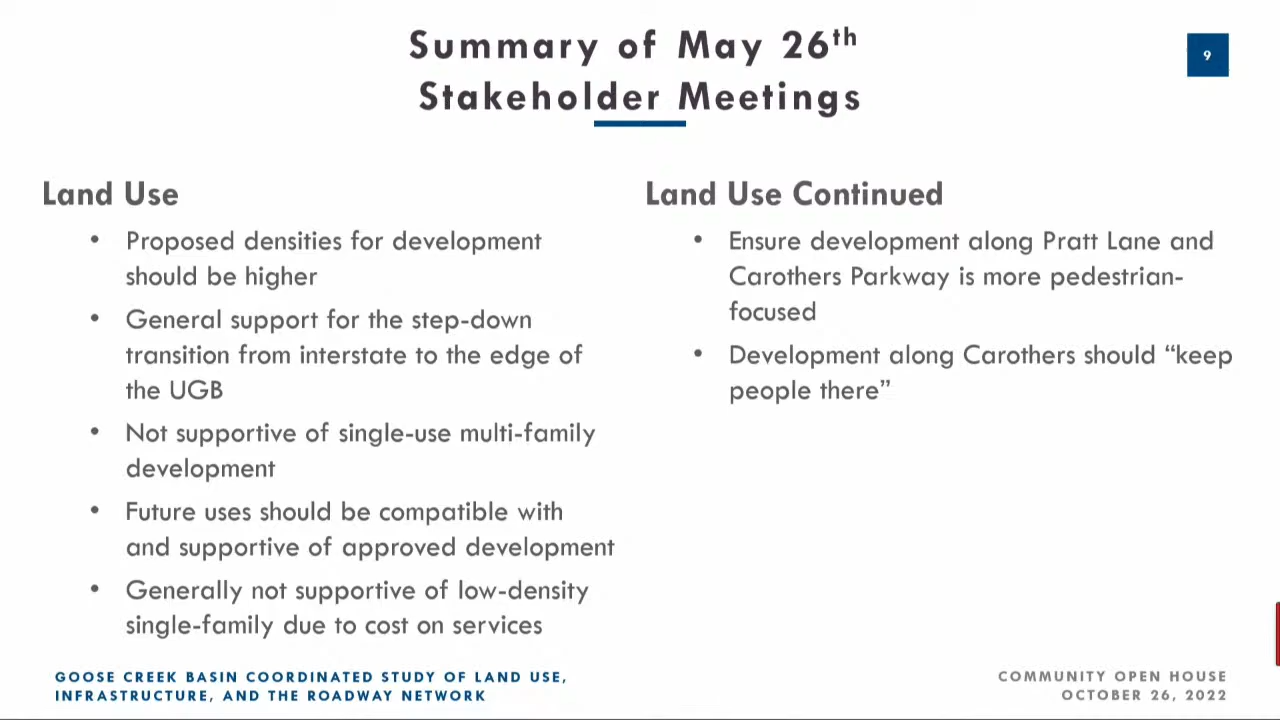 Summary of May 26th
Stakeholder Meetings
9
Land Use
• Proposed densities for development
should be higher
• General support for the step-down
transition from interstate to the edge of
the UGB
• Not supportive of single-use multi-family
development
• Future uses should be compatible with
and supportive of approved development
• Generally not supportive of low-density
single-family due to cost on services
Land Use Continued
• Ensure development along Pratt Lane and
Carothers Parkway is more pedestrian-
focused
• Development along Carothers should “keep
people there”
GOOSE CREEK BASIN COORDINATED STUDY OF LAND USE,
INFRASTRUCTURE, AND THE ROADWAY NETWORK
COMMUNITY OPEN HOUSE
OCTOBER 26, 2022